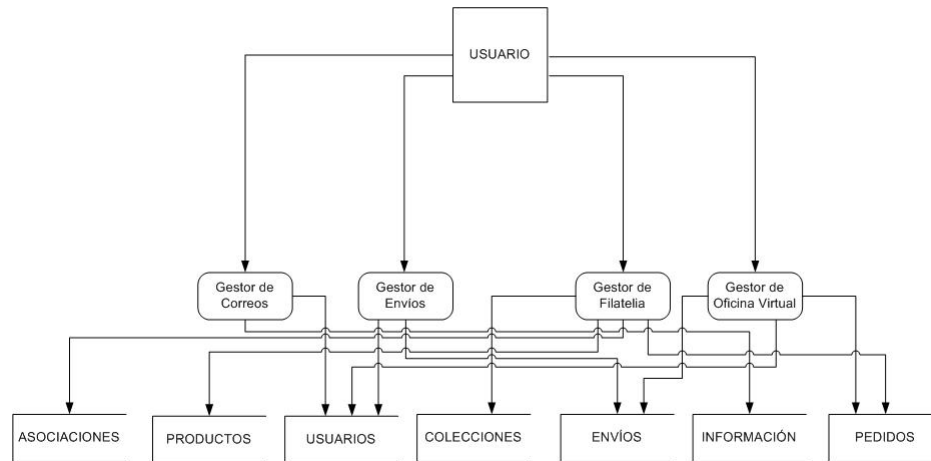 USUARIO
Gestor de
Correos
Gestor de
Envíos
Gestor de
Filatelia
Gestor de
Oficina Virtual
ASOCIACIONES
PRODUCTOS
USUARIOS
COLECCIONES
ENVÍOS
INFORMACIÓN
PEDIDOS